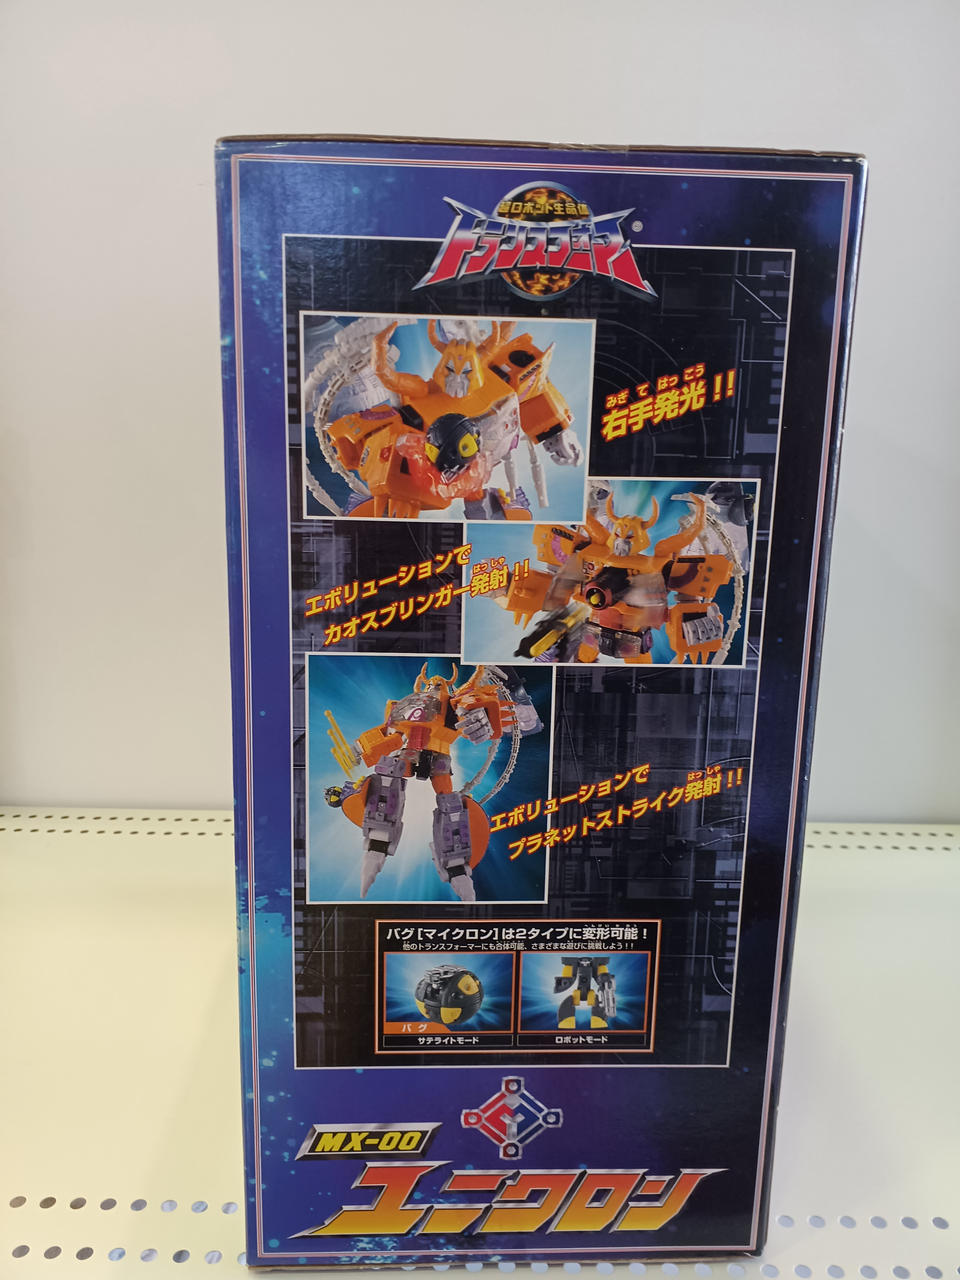 超ロボット生命体
トランスフォーマー
®
みぎ て はっ こう
右手発光!!
エボリューションで
はっ しゃ
カオスブリンガー発射!!
エボリューションで
はっ しゃ
プラネットストライク発射!!
バグ[マイクロン]は2タイプに変形可能!
他のトランスフォーマーにも合体可能、さまざまな遊びに挑戦しよう!!
バグ
サテライトモード
ロボットモード
MX-00
ユニクロン